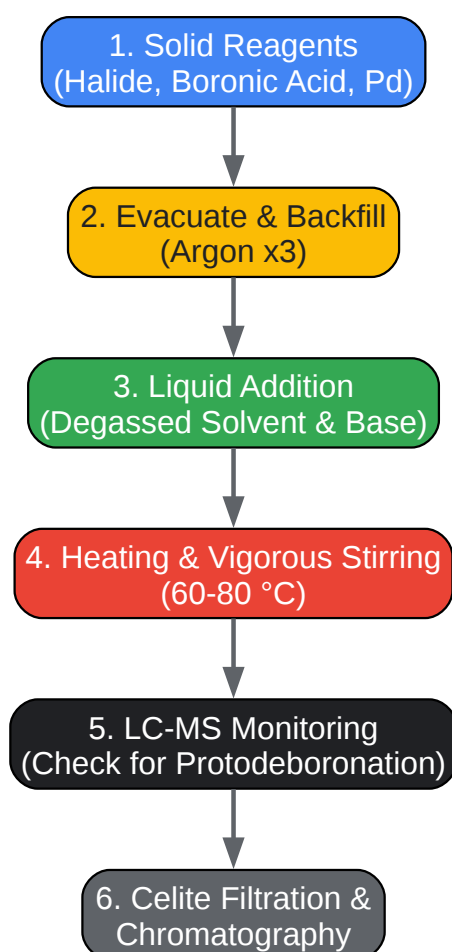 1. Solid Reagents
(Halide, Boronic Acid, Pd)
2. Evacuate & Backfill
(Argon x3)
3. Liquid Addition
(Degassed Solvent & Base)
4. Heating & Vigorous Stirring
(60-80 °C)
5. LC-MS Monitoring
(Check for Protodeboronation)
6. Celite Filtration &
Chromatography